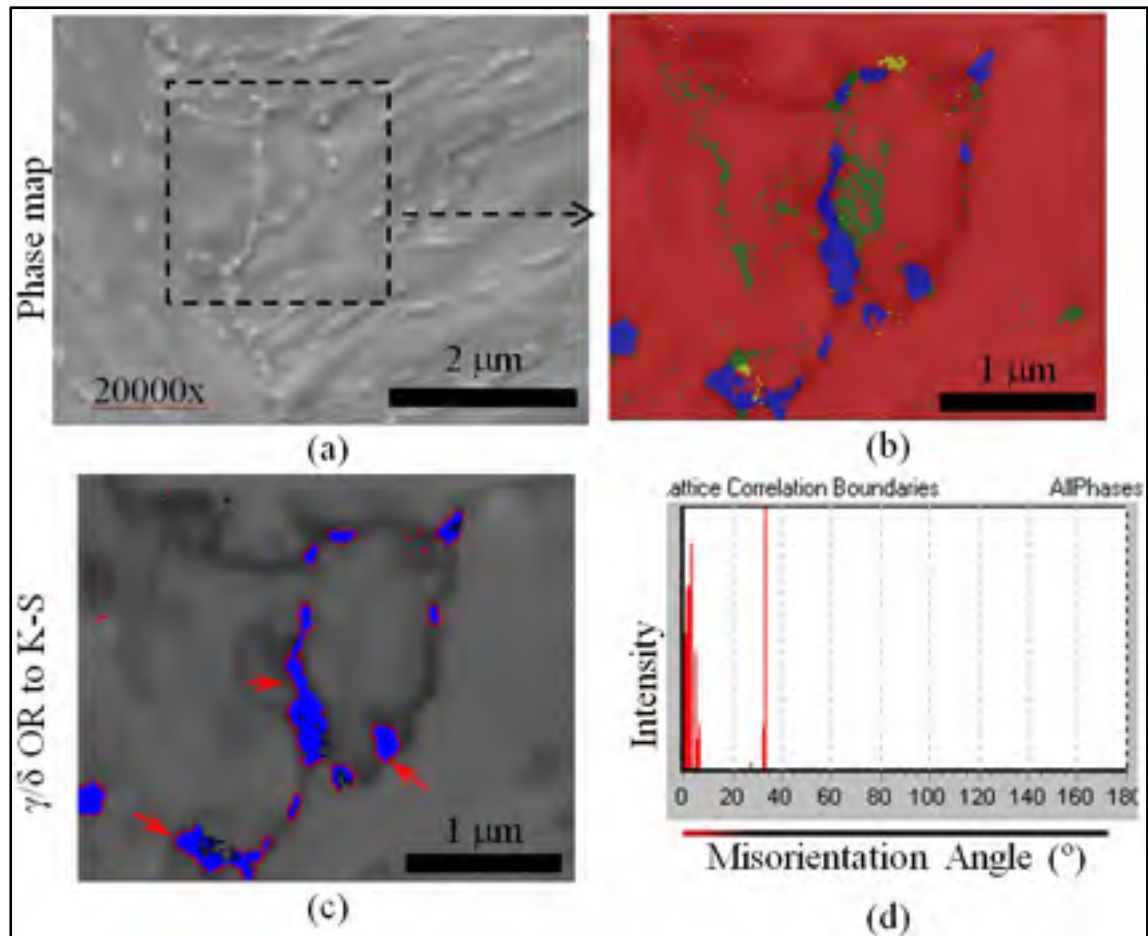 Phase map
20000x
2 μm
1 μm
(a)
(b)
γ/δ OR to K-S
1 μm
(c)
.attice Correlation Boundaries AllPhases
Intensity
0 20 40 60 80 100 120 140 160 180
Misorientation Angle (º)
(d)